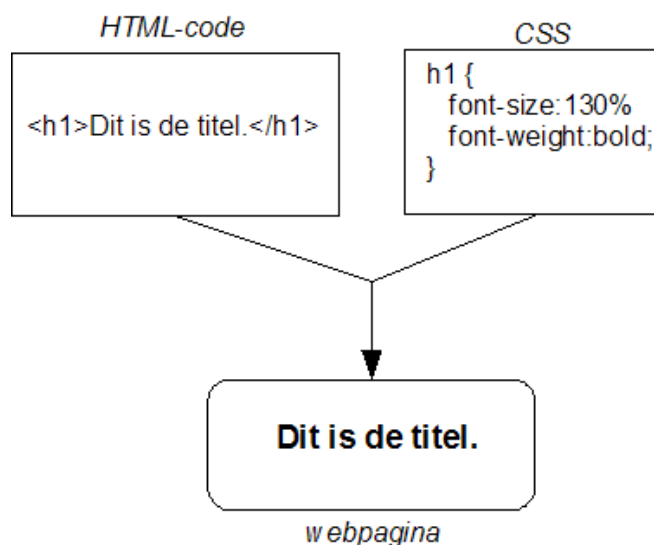 HTML-code
<h1>Dit is de titel.</h1>
CSS
h1 {
font-size:130%
font-weight:bold;
}
Dit is de titel.
webpagina